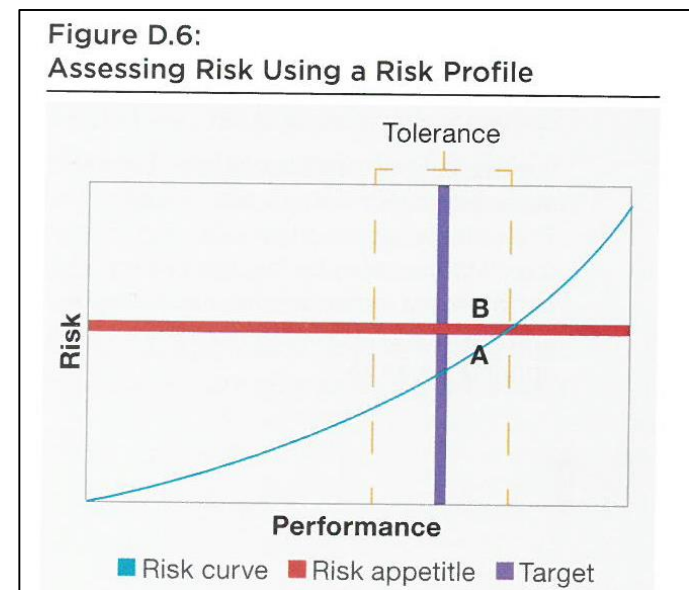 Figure D.6:
Assessing Risk Using a Risk Profile
Tolerance
B
A
Risk
Performance
Risk curve Risk appetitle Target